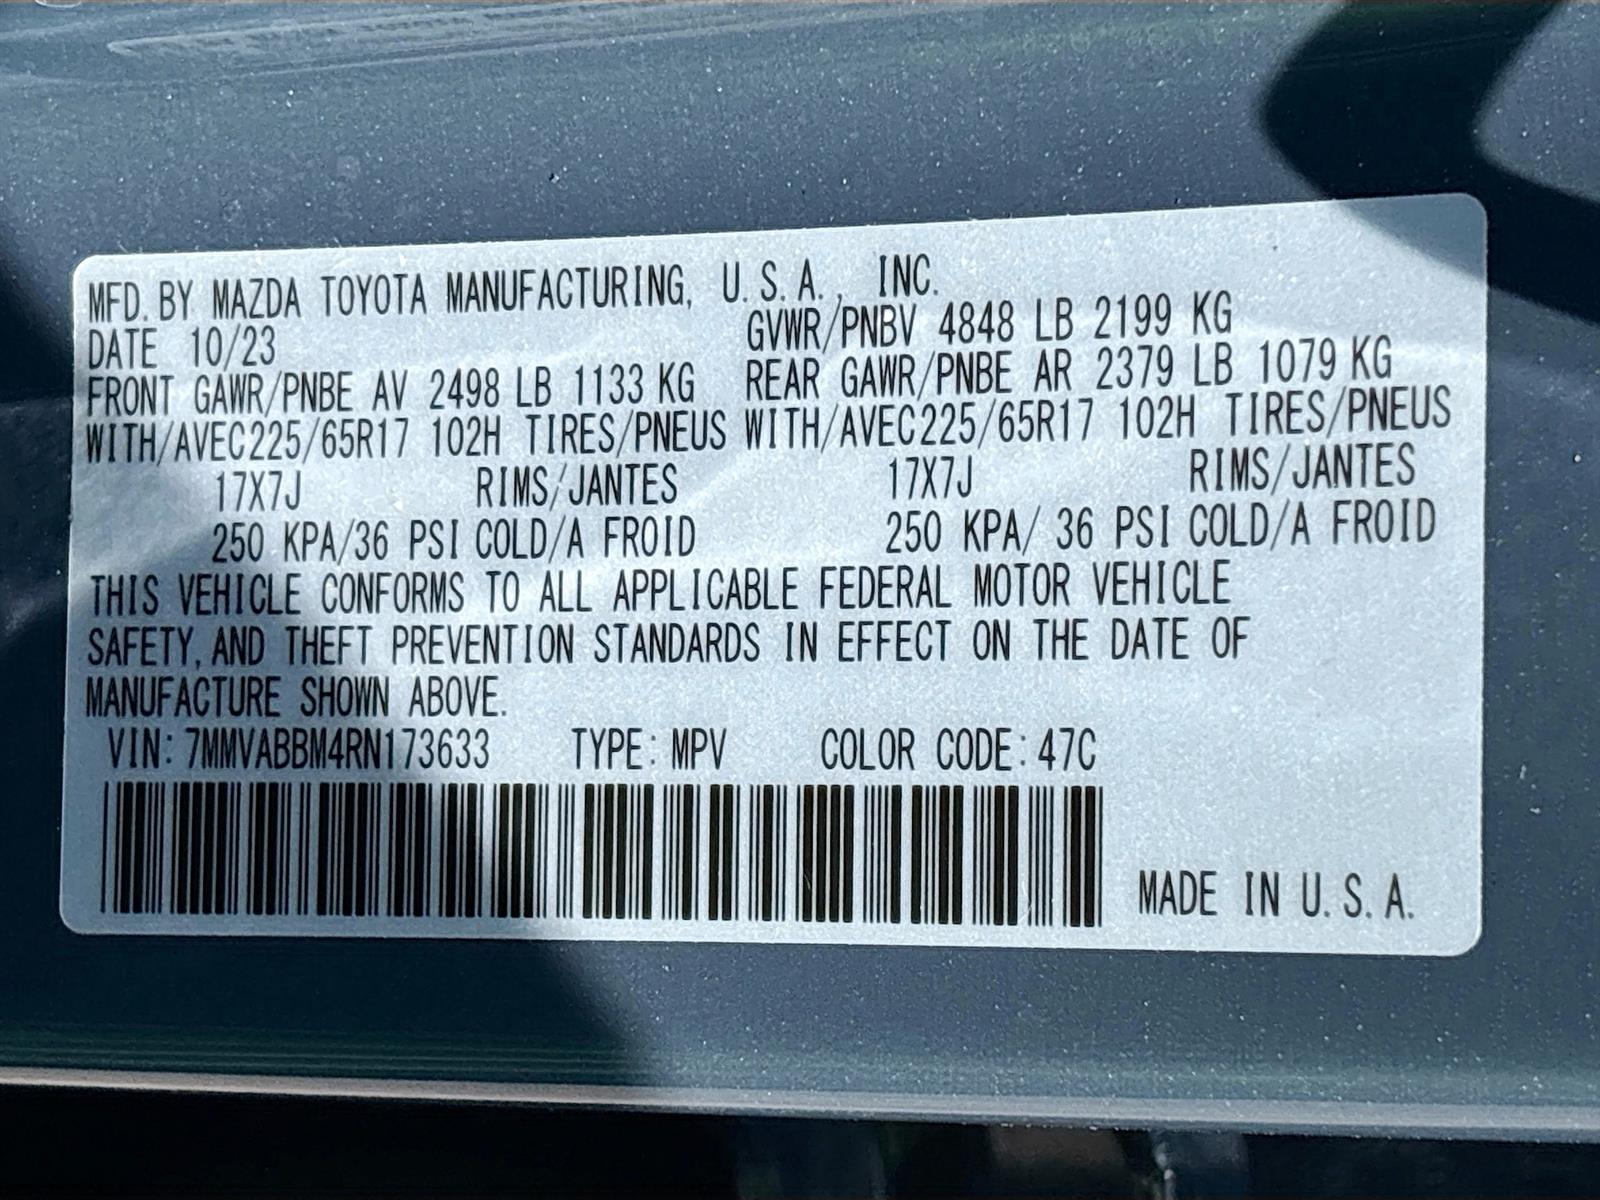 MFD. BY MAZDA TOYOTA MANUFACTURING, U.S.A., INC.
DATE 10/23 GVWR/PNBV 4848 LB 2199 KG
FRONT GAWR/PNBE AV 2498 LB 1133 KG REAR GAWR/PNBE AR 2379 LB 1079 KG
WITH/AVEC225/65R17 102H TIRES/PNEUS WITH/AVEC225/65R17 102H TIRES/PNEUS
17X7J RIMS/JANTES 17X7J RIMS/JANTES
250 KPA/36 PSI COLD/A FROID 250 KPA/ 36 PSI COLD/A FROID
THIS VEHICLE CONFORMS TO ALL APPLICABLE FEDERAL MOTOR VEHICLE
SAFETY, AND THEFT PREVENTION STANDARDS IN EFFECT ON THE DATE OF
MANUFACTURE SHOWN ABOVE.
VIN: 7MMVABBM4RN173633 TYPE: MPV COLOR CODE: 47C
MADE IN U.S.A.